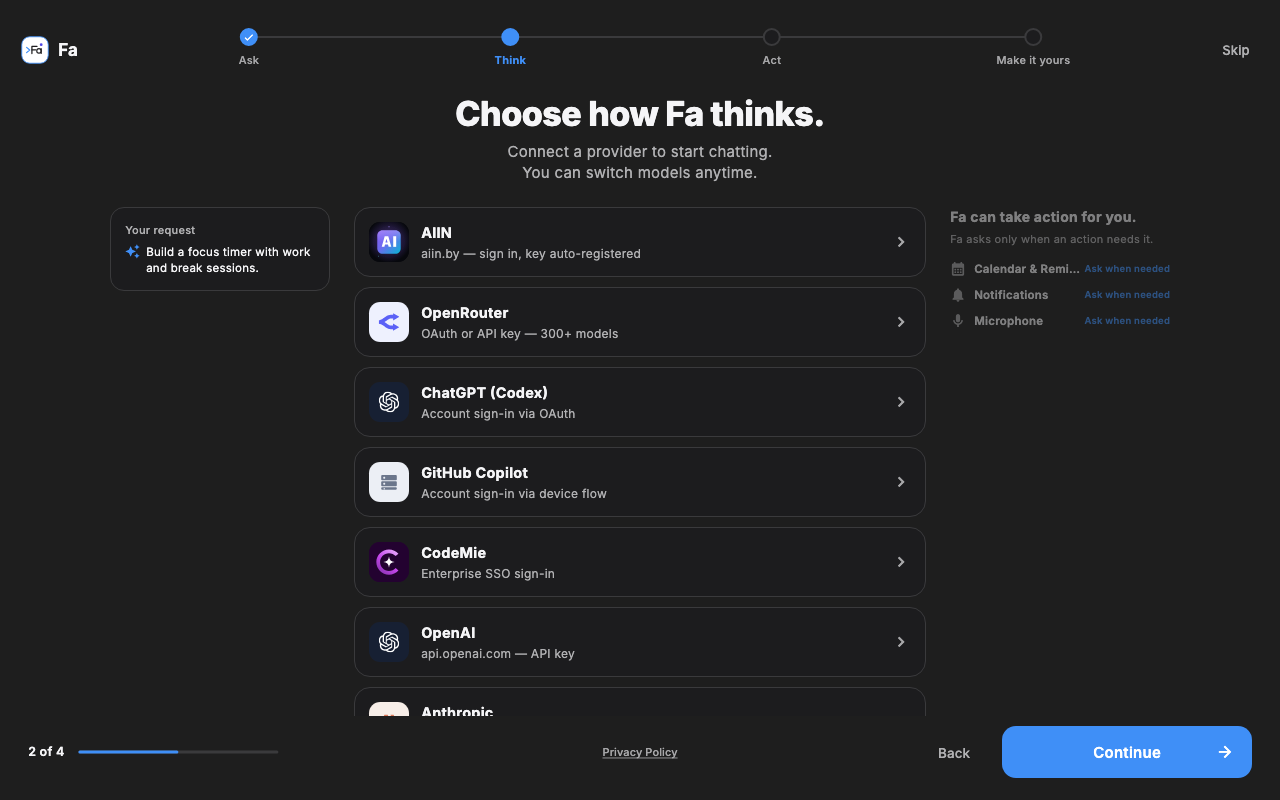 >Fa
Fa
Ask
Think
Act
Make it yours
Skip
Choose how Fa thinks.
Connect a provider to start chatting.
You can switch models anytime.
Your request
Build a focus timer with work
and break sessions.
AI
AIIN
aiin.by — sign in, key auto-registered
OpenRouter
OAuth or API key — 300+ models
ChatGPT (Codex)
Account sign-in via OAuth
GitHub Copilot
Account sign-in via device flow
CodeMie
Enterprise SSO sign-in
OpenAI
api.openai.com — API key
Anthropic
Fa can take action for you.
Fa asks only when an action needs it.
Calendar & Remi... Ask when needed
Notifications Ask when needed
Microphone Ask when needed
2 of 4
Privacy Policy
Back
Continue